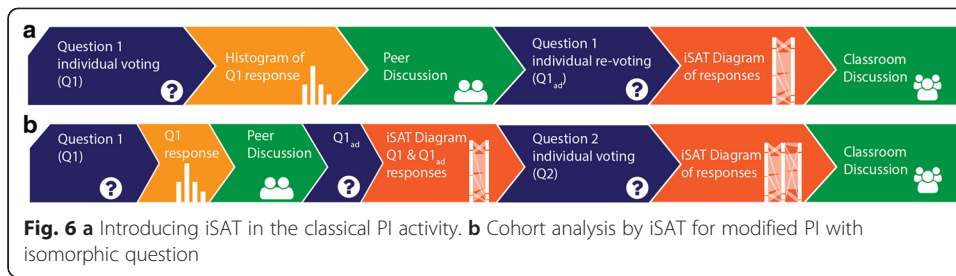 a
Question 1
individual voting
(Q1)
?
Histogram of
Q1 response
Peer
Discussion
Question 1
individual re-voting
(Q1ad)
?
iSAT Diagram
of responses
Classroom
Discussion
b
Question 1
(Q1)
?
Q1
response
Peer
Discussion
Q1ad
?
iSAT Diagram
Q1 & Q1ad
responses
Question 2
individual voting
(Q2)
?
iSAT Diagram
of responses
Classroom
Discussion
Fig. 6 a Introducing iSAT in the classical PI activity. b Cohort analysis by iSAT for modified PI with
isomorphic question